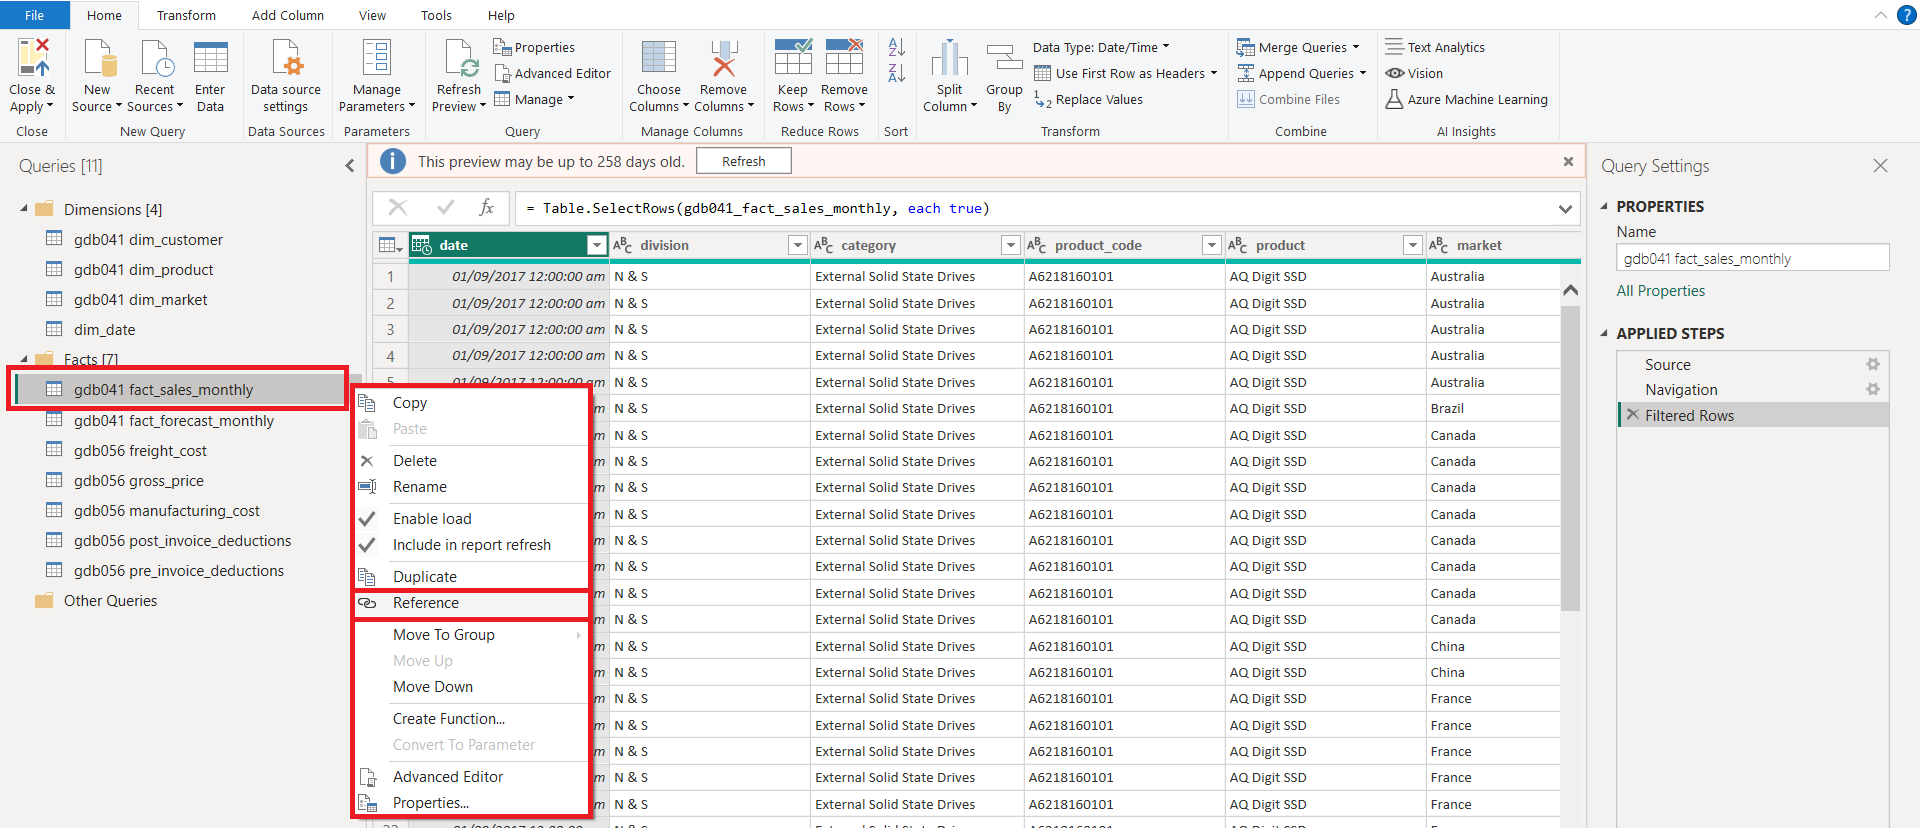 File Home Transform Add Column View Tools Help
Close & Apply
New Source
Recent Sources
Enter Data
Data source settings
Manage Parameters
Refresh Preview
Properties
Advanced Editor
Manage
Choose Columns
Remove Columns
Keep Rows
Remove Rows
Split Column
Group By
Data Type: Date/Time
Use First Row as Headers
Replace Values
Merge Queries
Append Queries
Combine Files
Text Analytics
Vision
Azure Machine Learning
Close New Query Data Sources Parameters Query Manage Columns Reduce Rows Sort Transform Combine AI Insights
Queries [11]
Dimensions [4]
gdb041 dim_customer
gdb041 dim_product
gdb041 dim_market
dim_date
Facts [7]
gdb041 fact_sales_monthly
gdb041 fact_forecast_monthly
gdb056 freight_cost
gdb056 gross_price
gdb056 manufacturing_cost
gdb056 post_invoice_deductions
gdb056 pre_invoice_deductions
Other Queries
Copy
Paste
Delete
Rename
Enable load
Include in report refresh
Duplicate
Reference
Move To Group
Move Up
Move Down
Create Function...
Convert To Parameter
Advanced Editor
Properties...
This preview may be up to 258 days old. Refresh
fx = Table.SelectRows(gdb041_fact_sales_monthly, each true)
date division category product_code product market
1 01/09/2017 12:00:00 am N & S External Solid State Drives A6218160101 AQ Digit SSD Australia
2 01/09/2017 12:00:00 am N & S External Solid State Drives A6218160101 AQ Digit SSD Australia
3 01/09/2017 12:00:00 am N & S External Solid State Drives A6218160101 AQ Digit SSD Australia
4 01/09/2017 12:00:00 am N & S External Solid State Drives A6218160101 AQ Digit SSD Australia
5 01/09/2017 12:00:00 am N & S External Solid State Drives A6218160101 AQ Digit SSD Australia
m N & S External Solid State Drives A6218160101 AQ Digit SSD Brazil
m N & S External Solid State Drives A6218160101 AQ Digit SSD Canada
m N & S External Solid State Drives A6218160101 AQ Digit SSD Canada
m N & S External Solid State Drives A6218160101 AQ Digit SSD Canada
m N & S External Solid State Drives A6218160101 AQ Digit SSD Canada
m N & S External Solid State Drives A6218160101 AQ Digit SSD Canada
m N & S External Solid State Drives A6218160101 AQ Digit SSD Canada
m N & S External Solid State Drives A6218160101 AQ Digit SSD Canada
m N & S External Solid State Drives A6218160101 AQ Digit SSD Canada
m N & S External Solid State Drives A6218160101 AQ Digit SSD China
m N & S External Solid State Drives A6218160101 AQ Digit SSD China
m N & S External Solid State Drives A6218160101 AQ Digit SSD France
m N & S External Solid State Drives A6218160101 AQ Digit SSD France
m N & S External Solid State Drives A6218160101 AQ Digit SSD France
m N & S External Solid State Drives A6218160101 AQ Digit SSD France
m N & S External Solid State Drives A6218160101 AQ Digit SSD France
Query Settings
PROPERTIES
Name
gdb041 fact_sales_monthly
All Properties
APPLIED STEPS
Source
Navigation
Filtered Rows